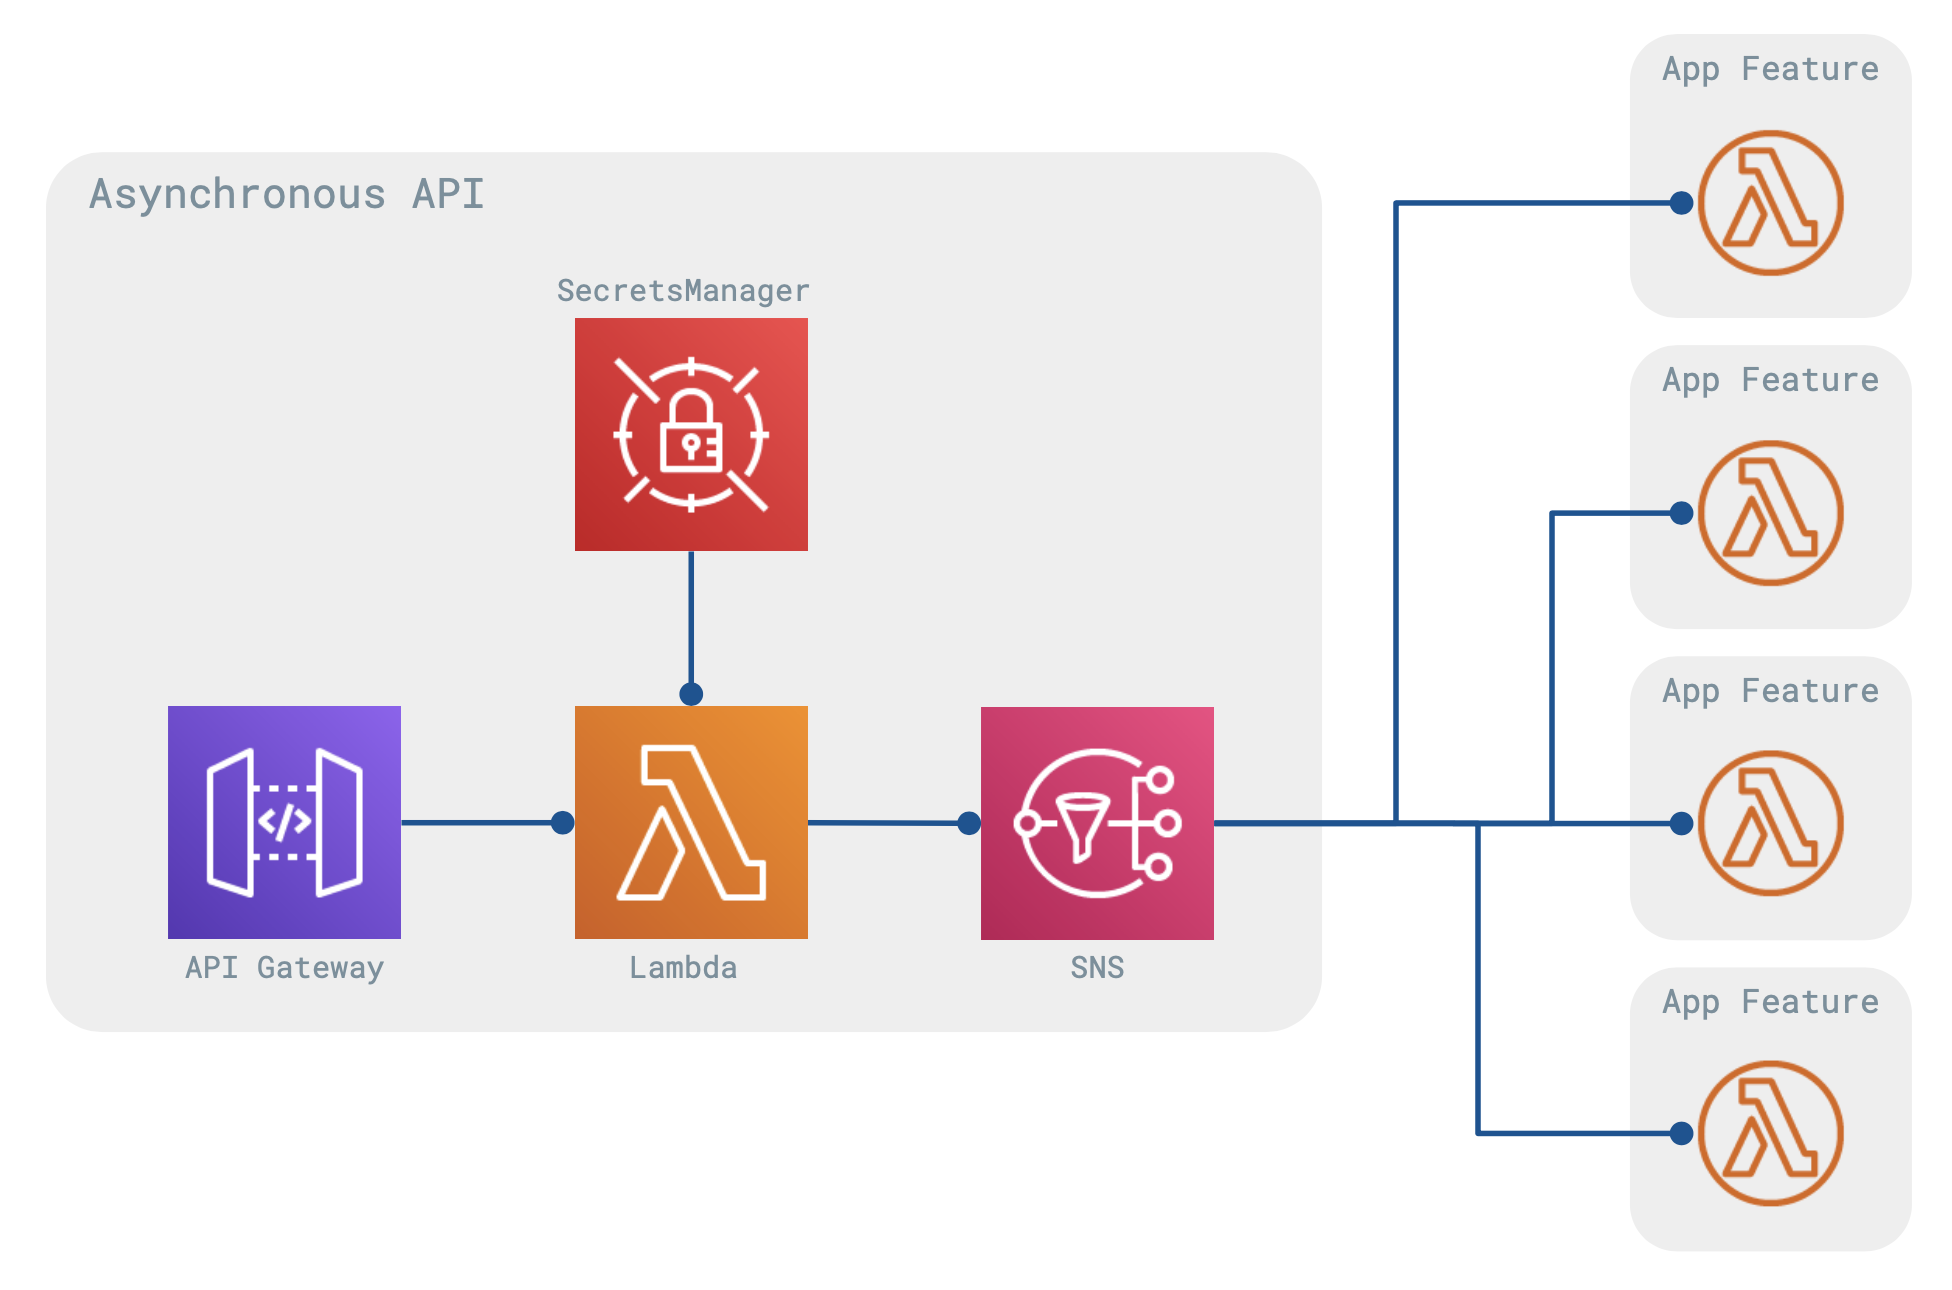 Asynchronous API
SecretsManager
API Gateway
Lambda
SNS
App Feature
App Feature
App Feature
App Feature